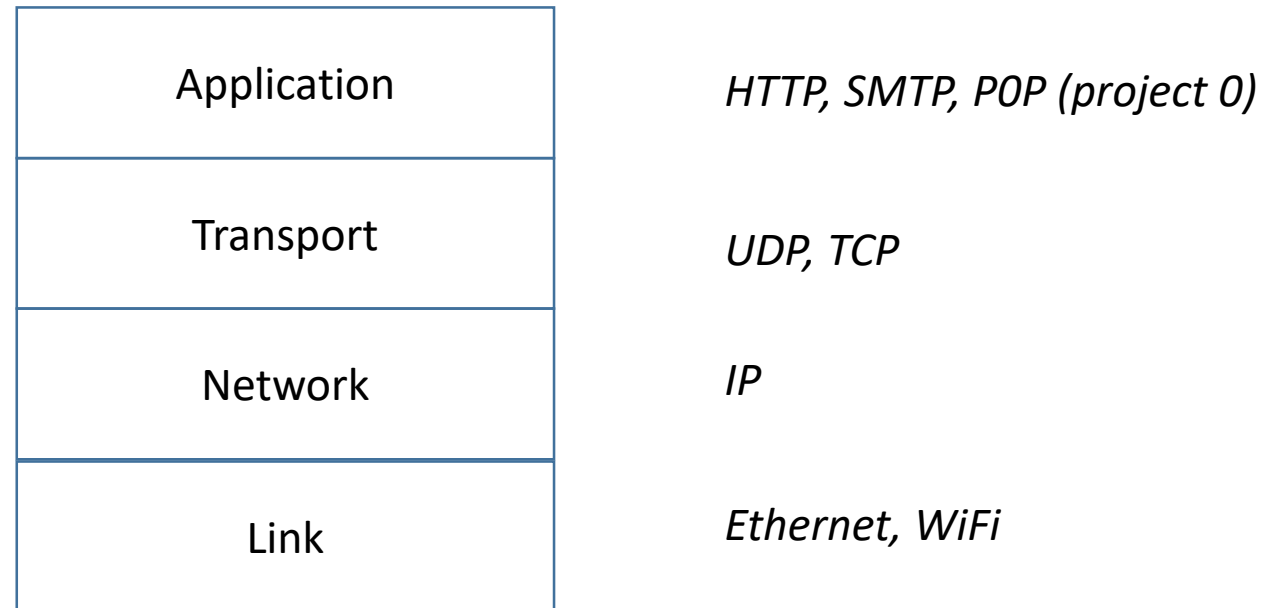 Application
HTTP, SMTP, P0P (project 0)
Transport
UDP, TCP
Network
IP
Link
Ethernet, WiFi